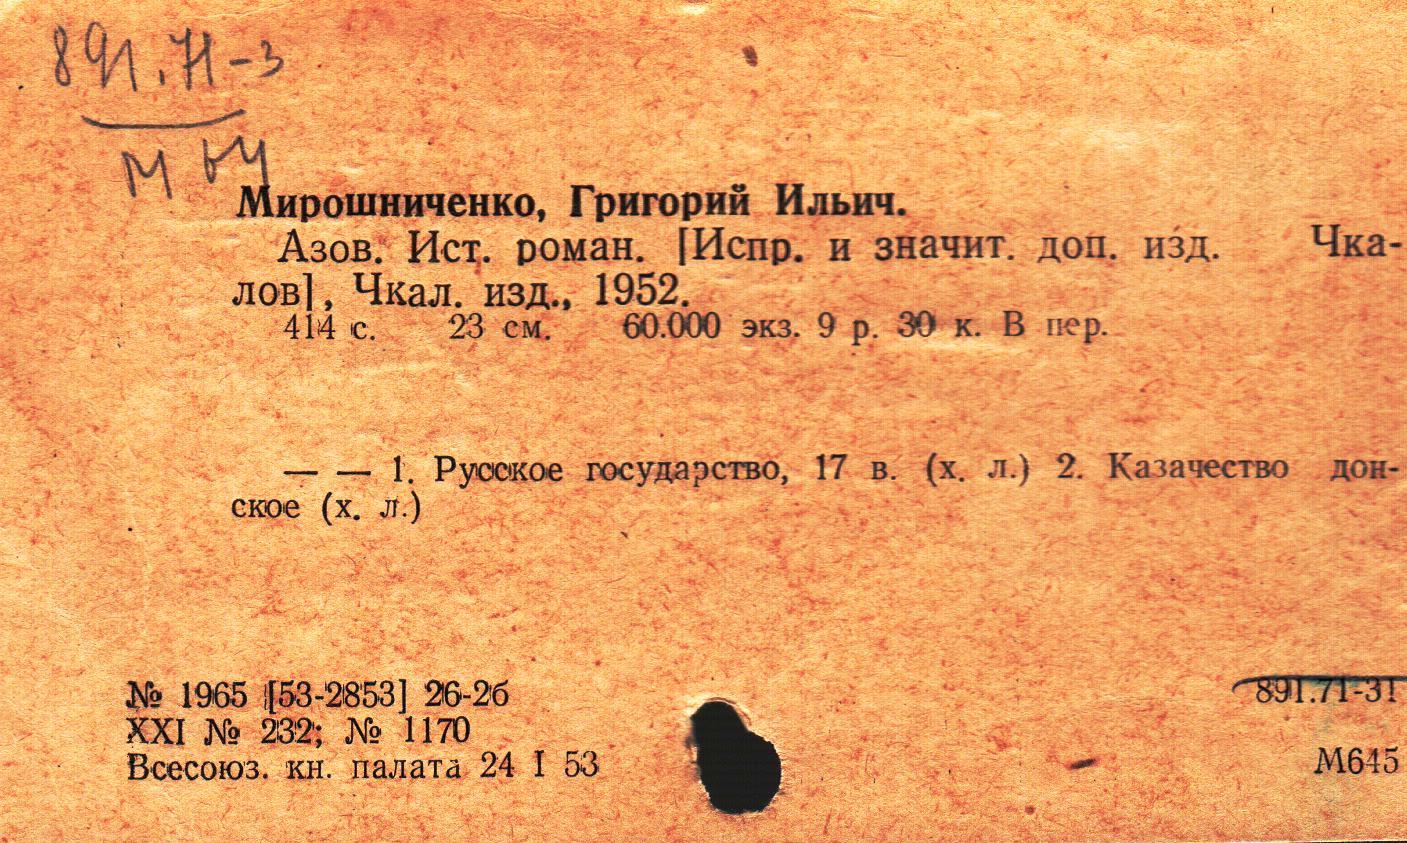 891.71-3
М 64
Мирошниченко, Григорий Ильич.
Азов. Ист. роман. [Испр. и значит. доп. изд. Чка-
лов], Чкал. изд., 1952.
414 с. 23 см. 60.000 экз. 9 р. 30 к. В пер.
— — 1. Русское государство, 17 в. (х. л.) 2. Казачество дон-
ское (х. л.)
№ 1965 [53-2853] 26-2б
891.71-31
XXI № 232; № 1170
Всесоюз. кн. палата 24 I 53
М645